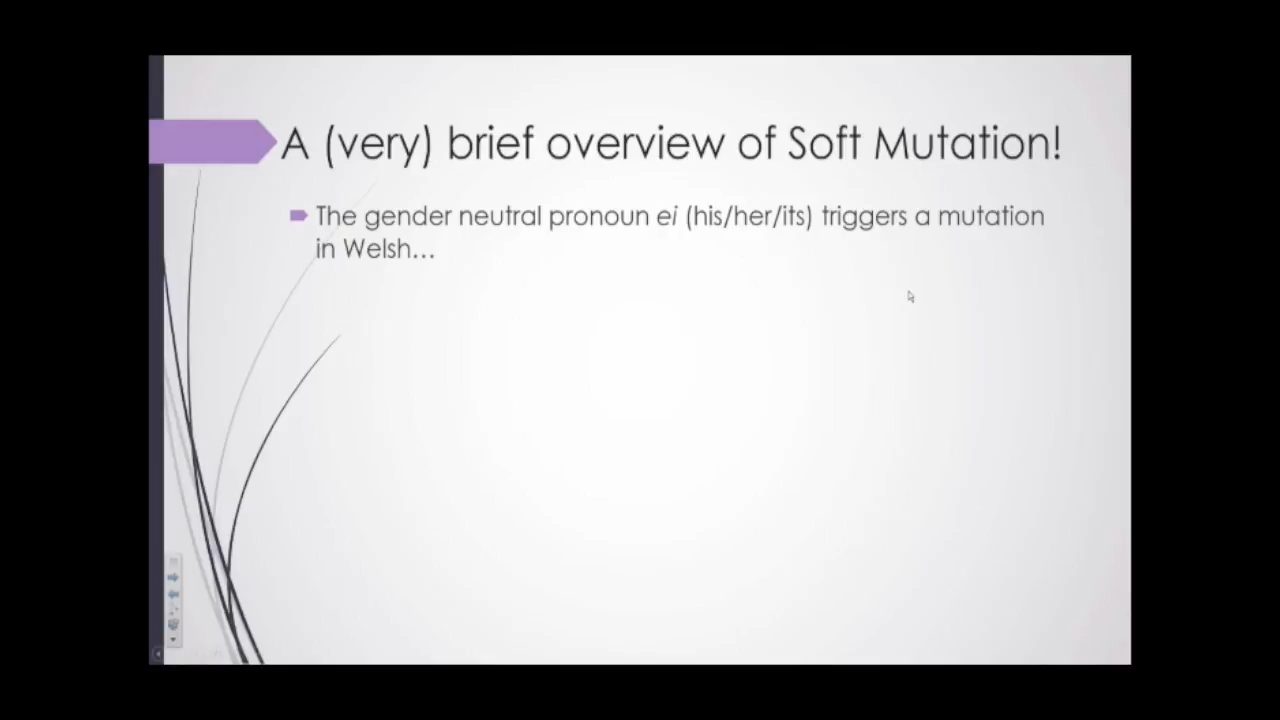 A (very) brief overview of Soft Mutation!
The gender neutral pronoun ei (his/her/its) triggers a mutation
in Welsh…